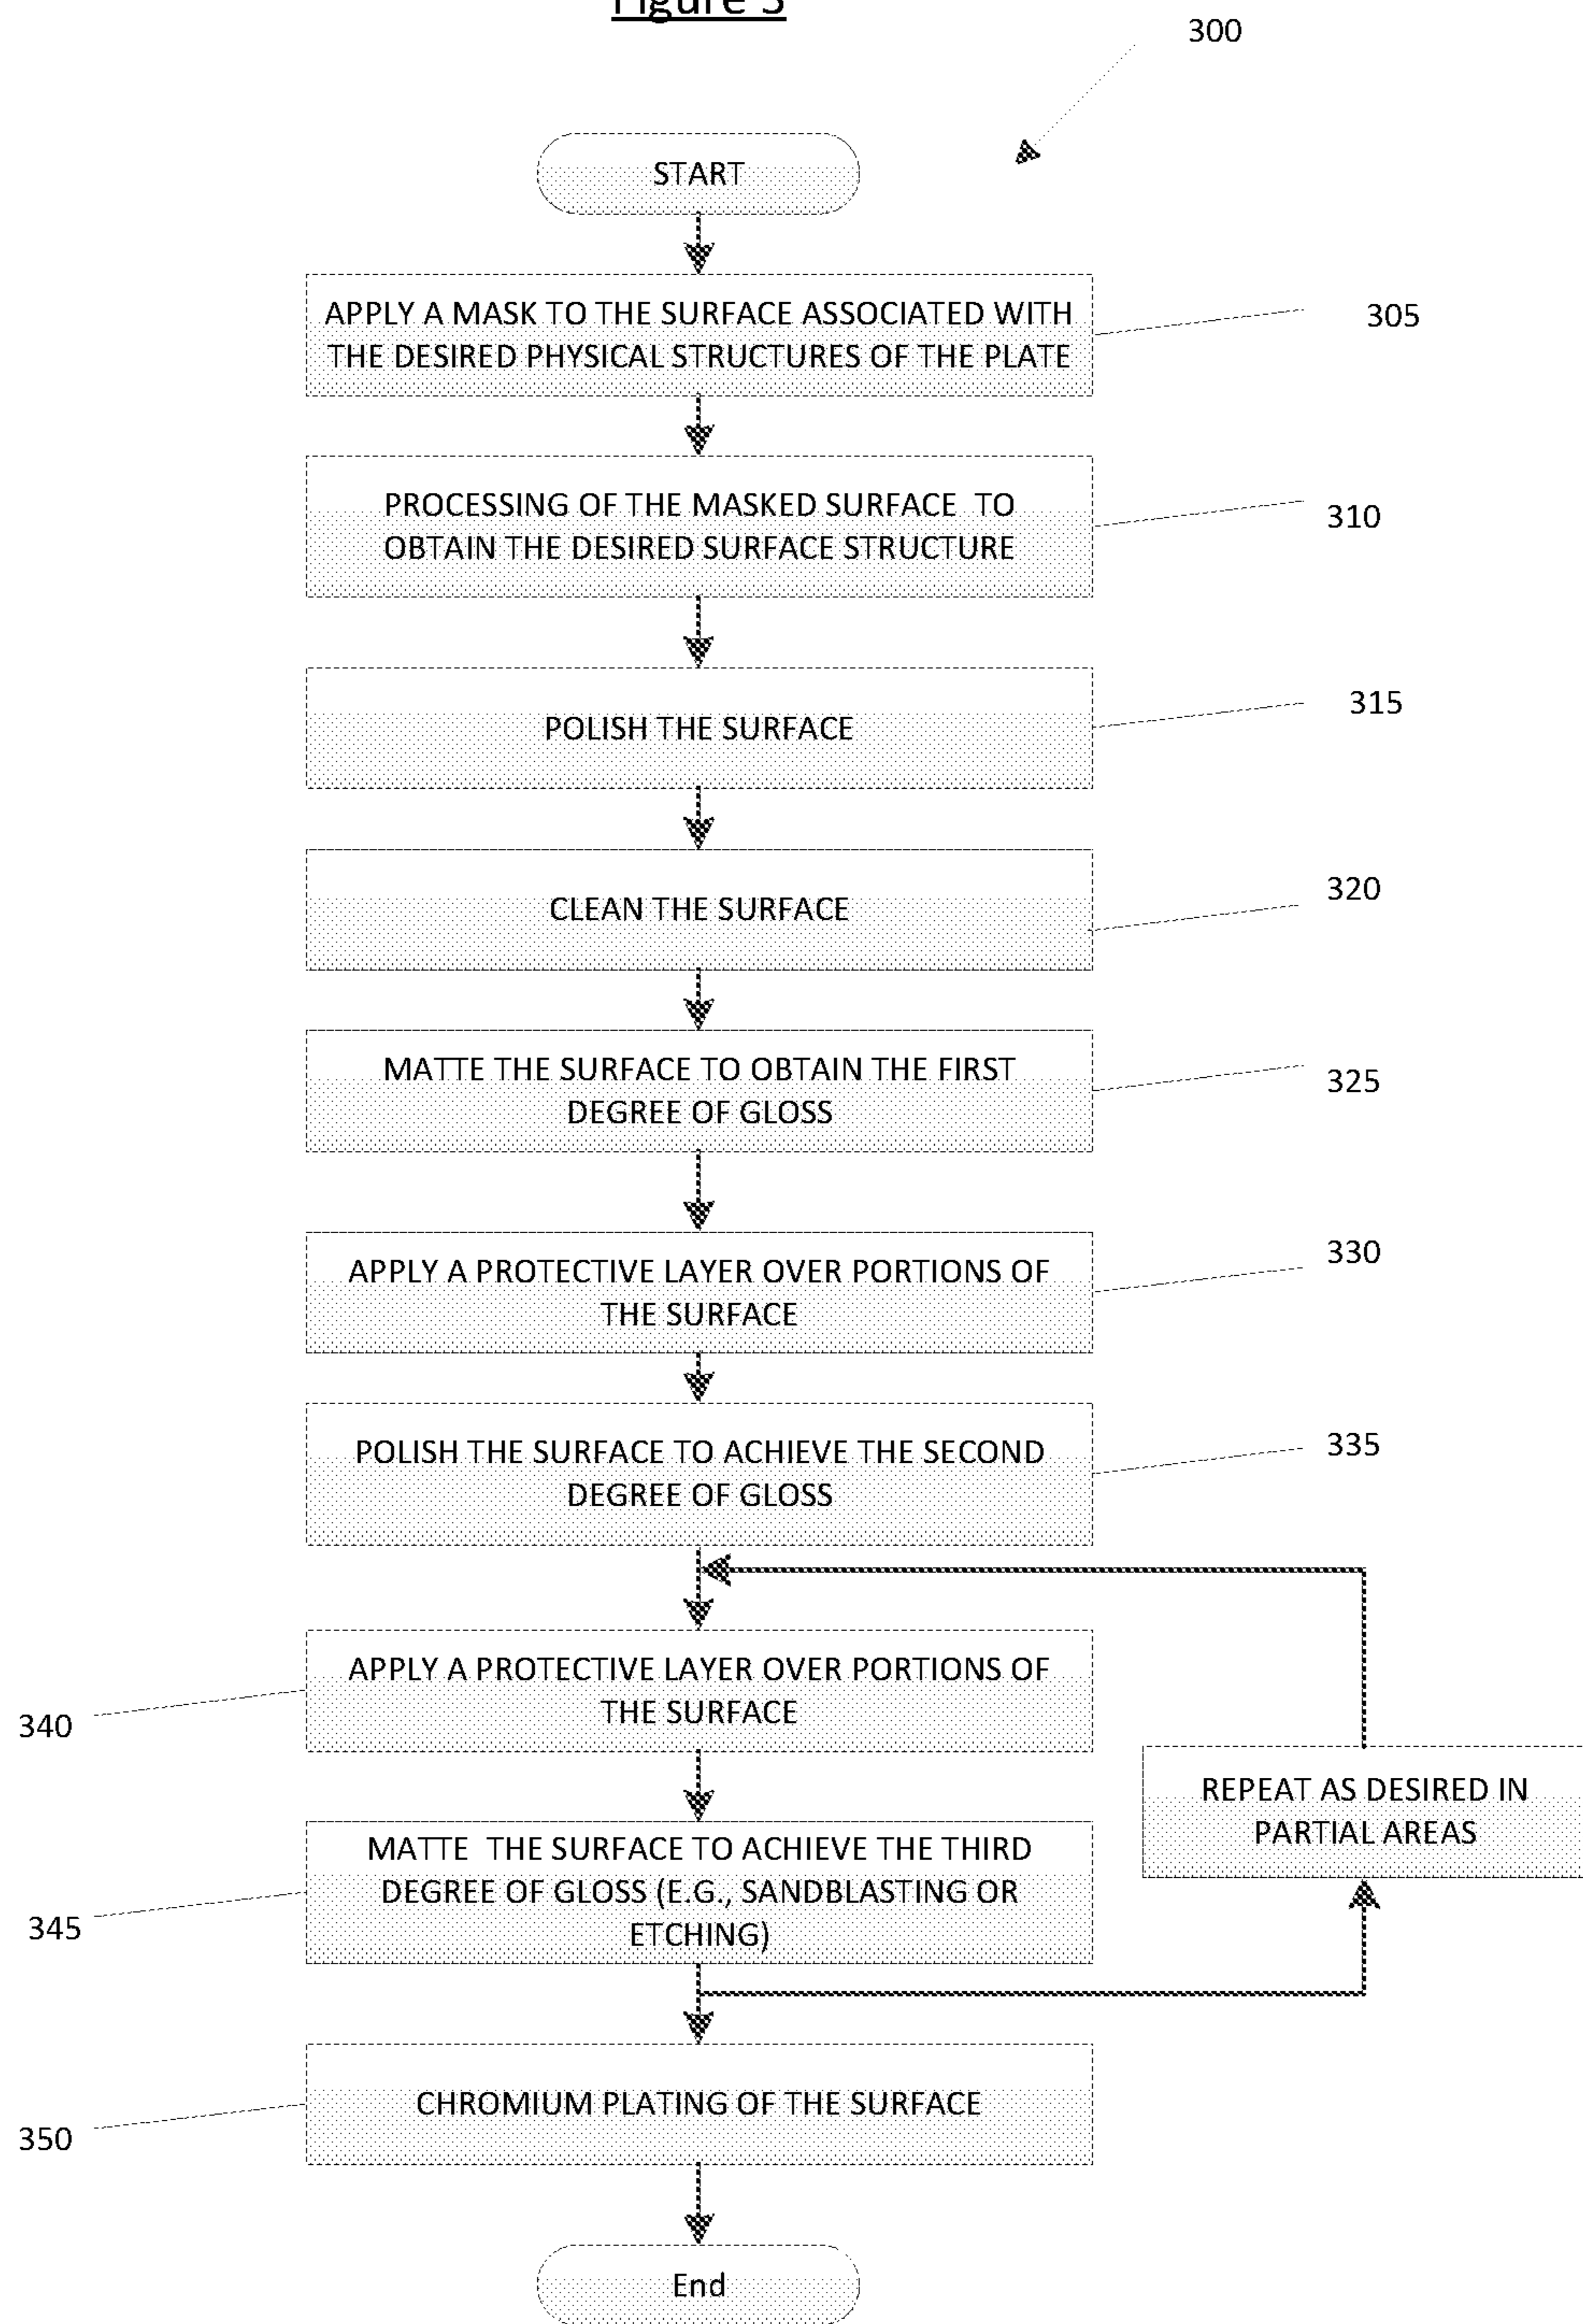 Figure 3
300
START
APPLY A MASK TO THE SURFACE ASSOCIATED WITH
THE DESIRED PHYSICAL STRUCTURES OF THE PLATE
305
PROCESSING OF THE MASKED SURFACE TO
OBTAIN THE DESIRED SURFACE STRUCTURE
310
POLISH THE SURFACE
315
CLEAN THE SURFACE
320
MATTE THE SURFACE TO OBTAIN THE FIRST
DEGREE OF GLOSS
325
APPLY A PROTECTIVE LAYER OVER PORTIONS OF
THE SURFACE
330
POLISH THE SURFACE TO ACHIEVE THE SECOND
DEGREE OF GLOSS
335
APPLY A PROTECTIVE LAYER OVER PORTIONS OF
THE SURFACE
340
REPEAT AS DESIRED IN
PARTIAL AREAS
MATTE THE SURFACE TO ACHIEVE THE THIRD
DEGREE OF GLOSS (E.G., SANDBLASTING OR
ETCHING)
345
CHROMIUM PLATING OF THE SURFACE
350
End